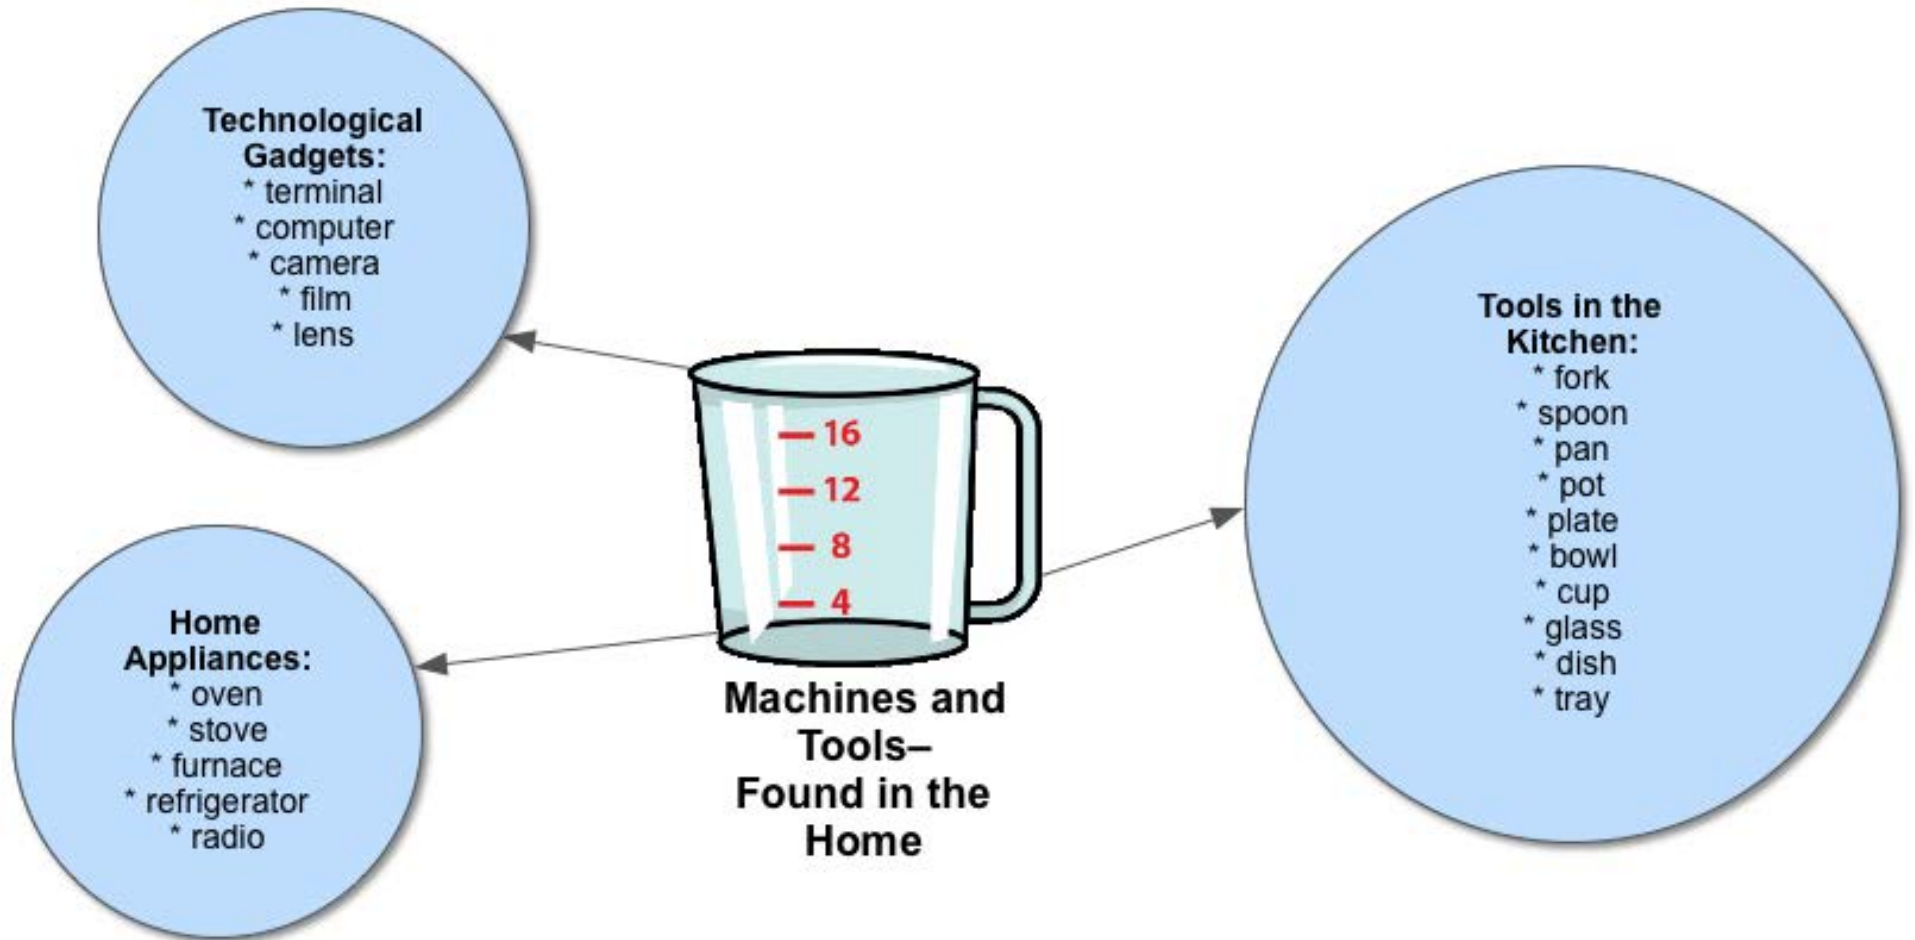 Technological
Gadgets:
* terminal
* computer
* camera
* film
* lens
16
12
8
4
Machines and
Tools–
Found in the
Home
Home
Appliances:
* oven
* stove
* furnace
* refrigerator
* radio
Tools in the
Kitchen:
* fork
* spoon
* pan
* pot
* plate
* bowl
* cup
* glass
* dish
* tray